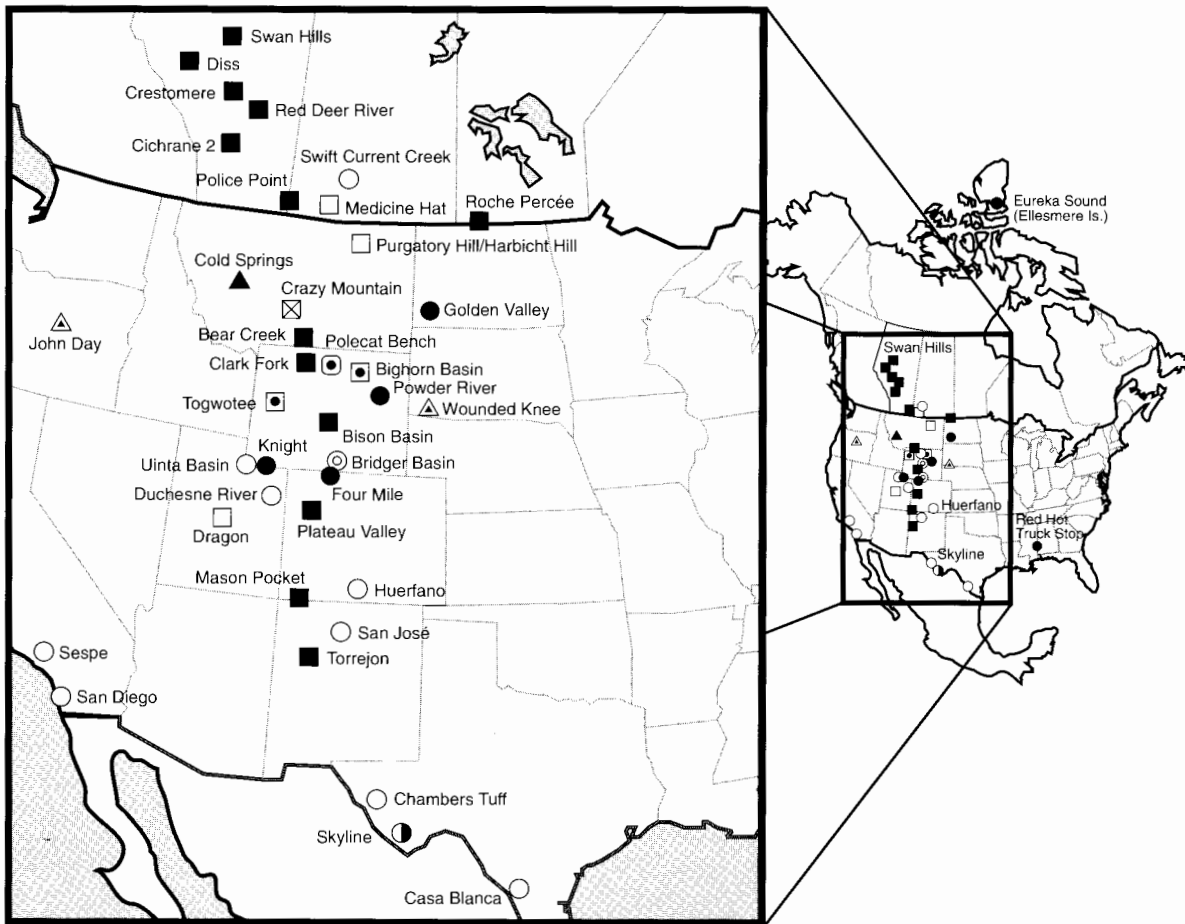 Swan Hills
Diss
Crestomere
Red Deer River
Cichrane 2
Swift Current Creek
Police Point
Medicine Hat
Roche Percée
Purgatory Hill/Harbicht Hill
Cold Springs
Crazy Mountain
John Day
Golden Valley
Bear Creek
Polecat Bench
Clark Fork
Bighorn Basin
Powder River
Togwotee
Wounded Knee
Bison Basin
Knight
Uinta Basin
Bridger Basin
Duchesne River
Four Mile
Dragon
Plateau Valley
Mason Pocket
Huerfano
San José
Sespe
Torrejon
San Diego
Chambers Tuff
Skyline
Casa Blanca
Eureka Sound
(Ellesmere Is.)
Swan Hills
Huerfano
Red Hot
Truck Stop
Skyline